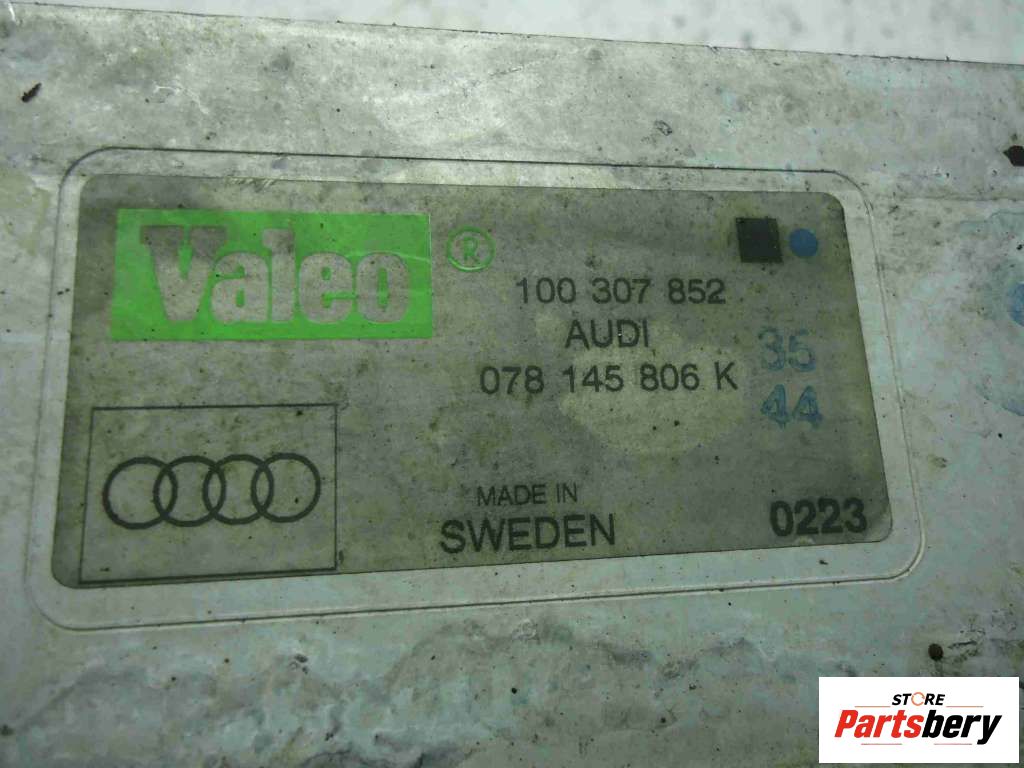 Valeo ®
100 307 852
AUDI
078 145 806 K
35
44
MADE IN
SWEDEN
0223
STORE
Partsbery